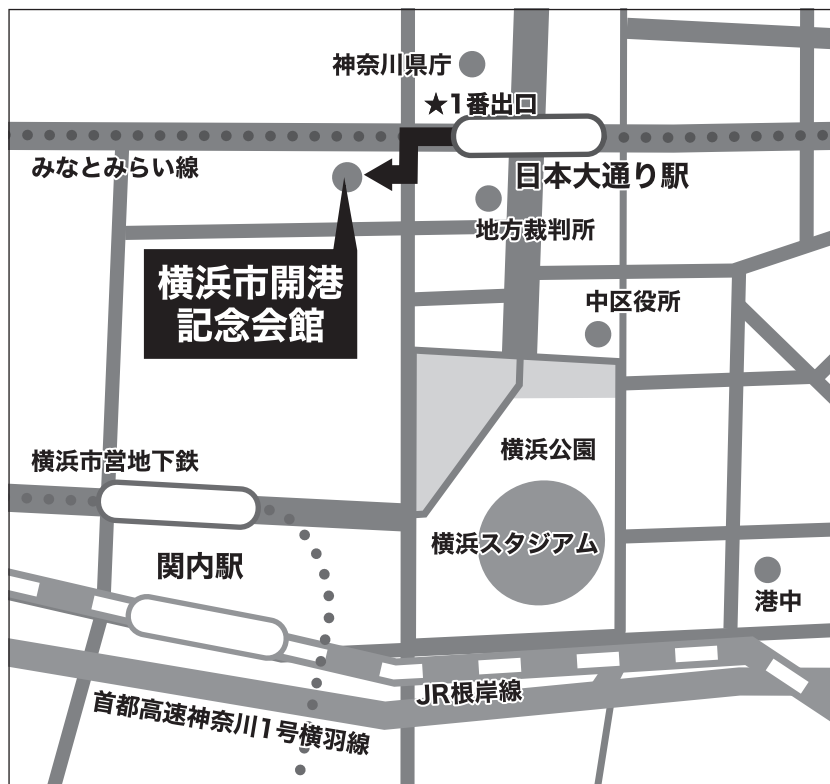 神奈川県庁
★1番出口
みなとみらい線
日本大通り駅
地方裁判所
横浜市開港
記念会館
中区役所
横浜公園
横浜市営地下鉄
横浜スタジアム
関内駅
港中
JR根岸線
首都高速神奈川1号横羽線